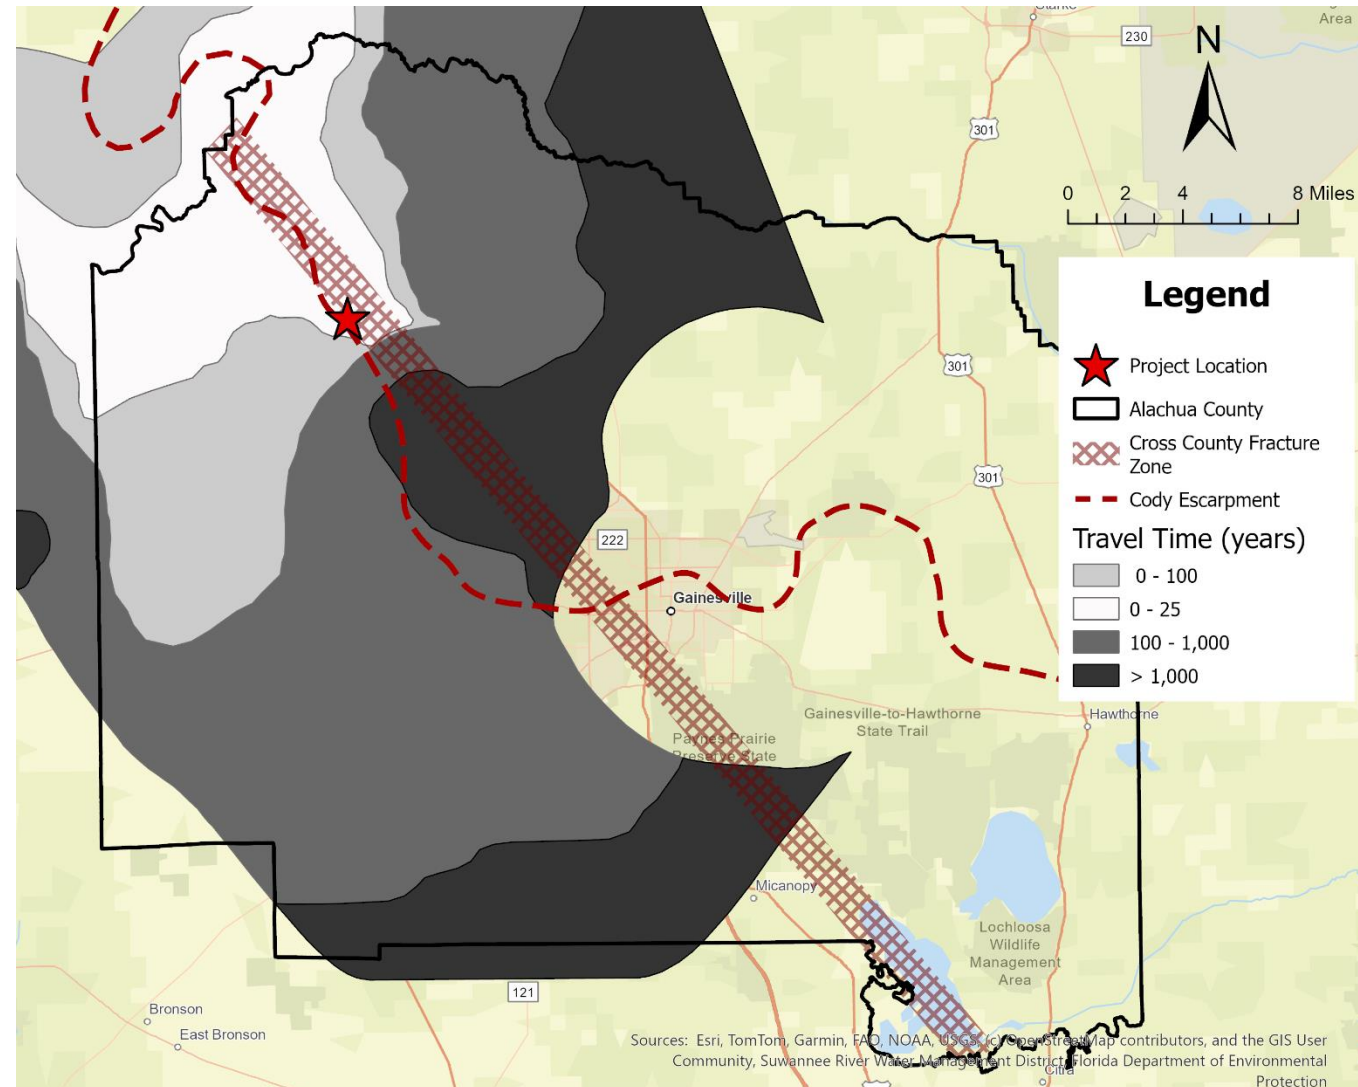 Starke
Area
230
N
301
0 2 4 8 Miles
Legend
Project Location
Alachua County
Cross County Fracture
Zone
Cody Escarpment
Travel Time (years)
0 - 100
0 - 25
100 - 1,000
> 1,000
301
301
222
Gainesville
Gainesville-to-Hawthorne
State Trail
Hawthorne
Paynes Prairie
Preserve State
Micanopy
Lochloosa
Wildlife
Management
Area
121
Bronson
East Bronson
Citra
Sources: Esri, TomTom, Garmin, FAO, NOAA, USGS, (c) OpenStreetMap contributors, and the GIS User
Community, Suwannee River Water Management District, Florida Department of Environmental
Protection